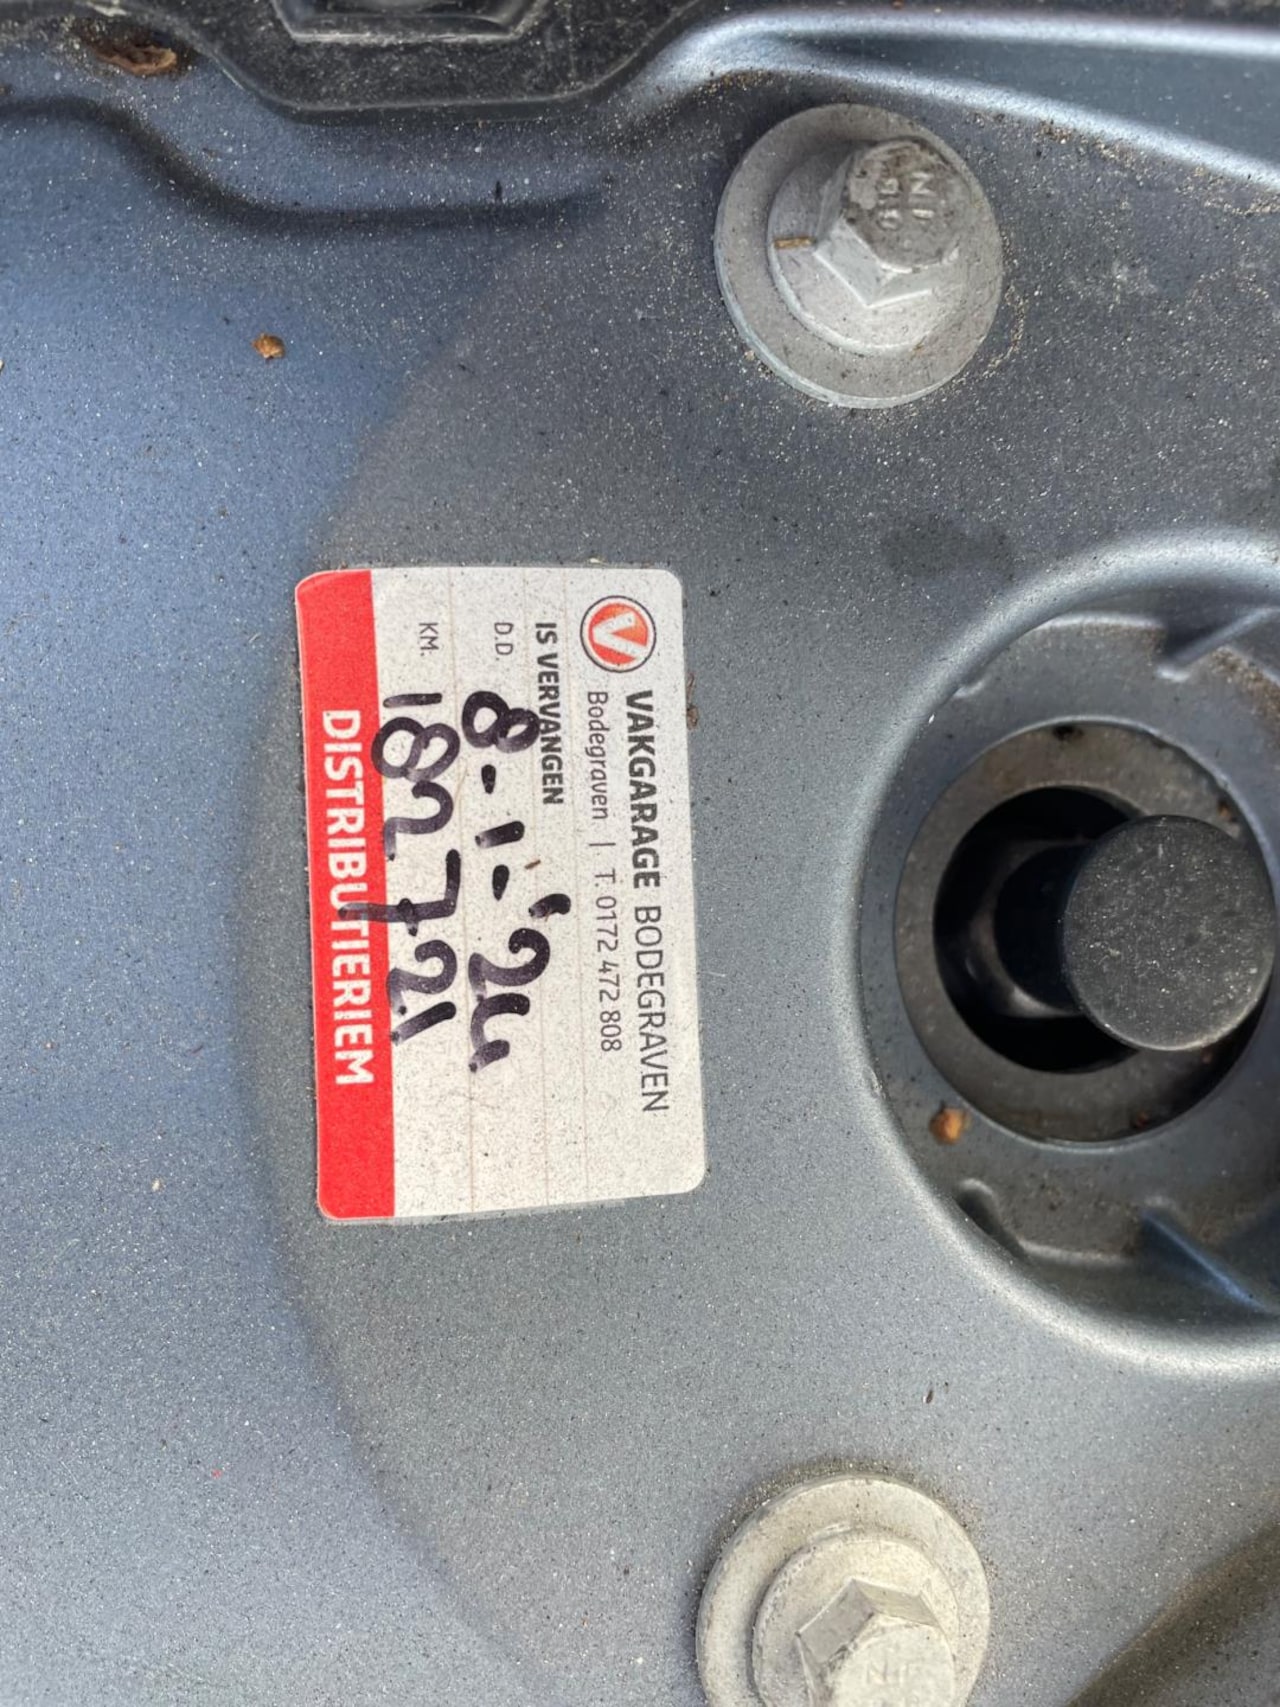 VAKGARAGE BODEGRAVEN
Bodegraven | T. 0172 472 808
IS VERVANGEN
D.D. 8-1-'24
KM. 182721
DISTRIBUTIERIEM